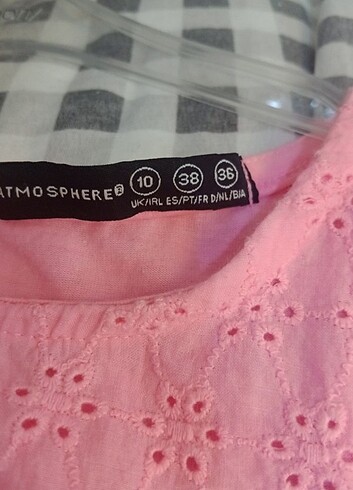 ATMOSPHERE® 10 38 36
UK/IRL ES/PT/FR D/NL/B/A